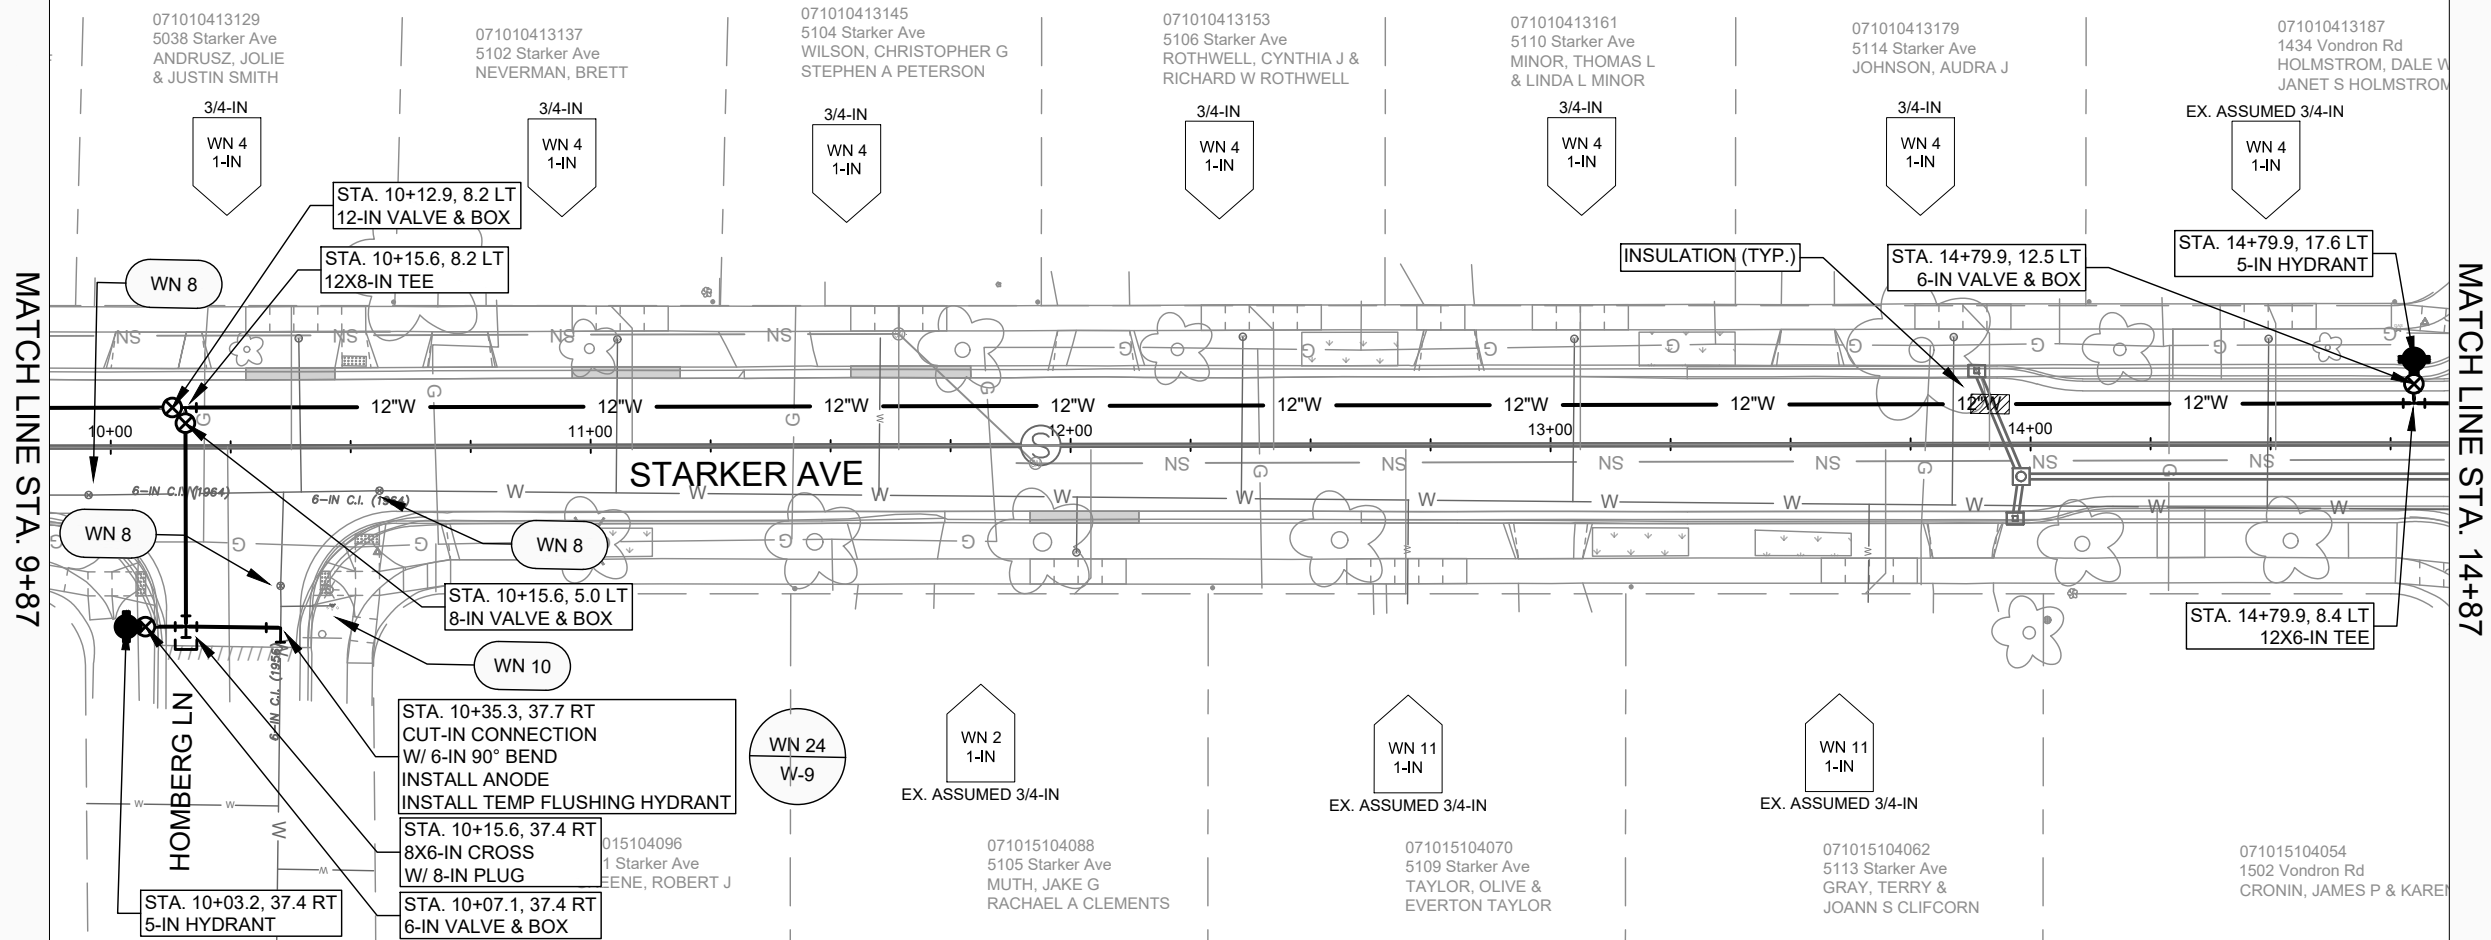 071010413129
5038 Starker Ave
ANDRUSZ, JOLIE
& JUSTIN SMITH
071010413137
5102 Starker Ave
NEVERMAN, BRETT
071010413145
5104 Starker Ave
WILSON, CHRISTOPHER G
STEPHEN A PETERSON
071010413153
5106 Starker Ave
ROTHWELL, CYNTHIA J &
RICHARD W ROTHWELL
071010413161
5110 Starker Ave
MINOR, THOMAS L
& LINDA L MINOR
071010413179
5114 Starker Ave
JOHNSON, AUDRA J
071010413187
1434 Vondron Rd
HOLMSTROM, DALE W
JANET S HOLMSTROM
3/4-IN
WN 4
1-IN
3/4-IN
WN 4
1-IN
3/4-IN
WN 4
1-IN
3/4-IN
WN 4
1-IN
3/4-IN
WN 4
1-IN
3/4-IN
WN 4
1-IN
EX. ASSUMED 3/4-IN
WN 4
1-IN
STA. 10+12.9, 8.2 LT
12-IN VALVE & BOX
STA. 10+15.6, 8.2 LT
12X8-IN TEE
WN 8
INSULATION (TYP.)
STA. 14+79.9, 12.5 LT
6-IN VALVE & BOX
STA. 14+79.9, 17.6 LT
5-IN HYDRANT
MATCH LINE STA. 9+87
MATCH LINE STA. 14+87
NS
NS
NS
NS
G
G
G
G
G
G
G
G
G
G
12"W
12"W
12"W
12"W
12"W
12"W
12"W
12"W
12"W
W
10+00
11+00
12+00
13+00
14+00
S
STARKER AVE
NS
NS
NS
NS
NS
G
G
G
6-IN C.I. (1964)
6-IN C.I. (1964)
W
W
W
W
W
W
W
W
W
W
W
WN 8
WN 8
G
G
G
G
G
W
W
STA. 10+15.6, 5.0 LT
8-IN VALVE & BOX
WN 10
STA. 14+79.9, 8.4 LT
12X6-IN TEE
6-IN C.I. (1956)
W
W
W
W
W
HOMBERG LN
STA. 10+35.3, 37.7 RT
CUT-IN CONNECTION
W/ 6-IN 90° BEND
INSTALL ANODE
INSTALL TEMP FLUSHING HYDRANT
WN 24
W-9
WN 2
1-IN
EX. ASSUMED 3/4-IN
WN 11
1-IN
EX. ASSUMED 3/4-IN
WN 11
1-IN
EX. ASSUMED 3/4-IN
STA. 10+15.6, 37.4 RT
8X6-IN CROSS
W/ 8-IN PLUG
STA. 10+03.2, 37.4 RT
5-IN HYDRANT
STA. 10+07.1, 37.4 RT
6-IN VALVE & BOX
015104096
1 Starker Ave
EENE, ROBERT J
071015104088
5105 Starker Ave
MUTH, JAKE G
RACHAEL A CLEMENTS
071015104070
5109 Starker Ave
TAYLOR, OLIVE &
EVERTON TAYLOR
071015104062
5113 Starker Ave
GRAY, TERRY &
JOANN S CLIFCORN
071015104054
1502 Vondron Rd
CRONIN, JAMES P & KAREN